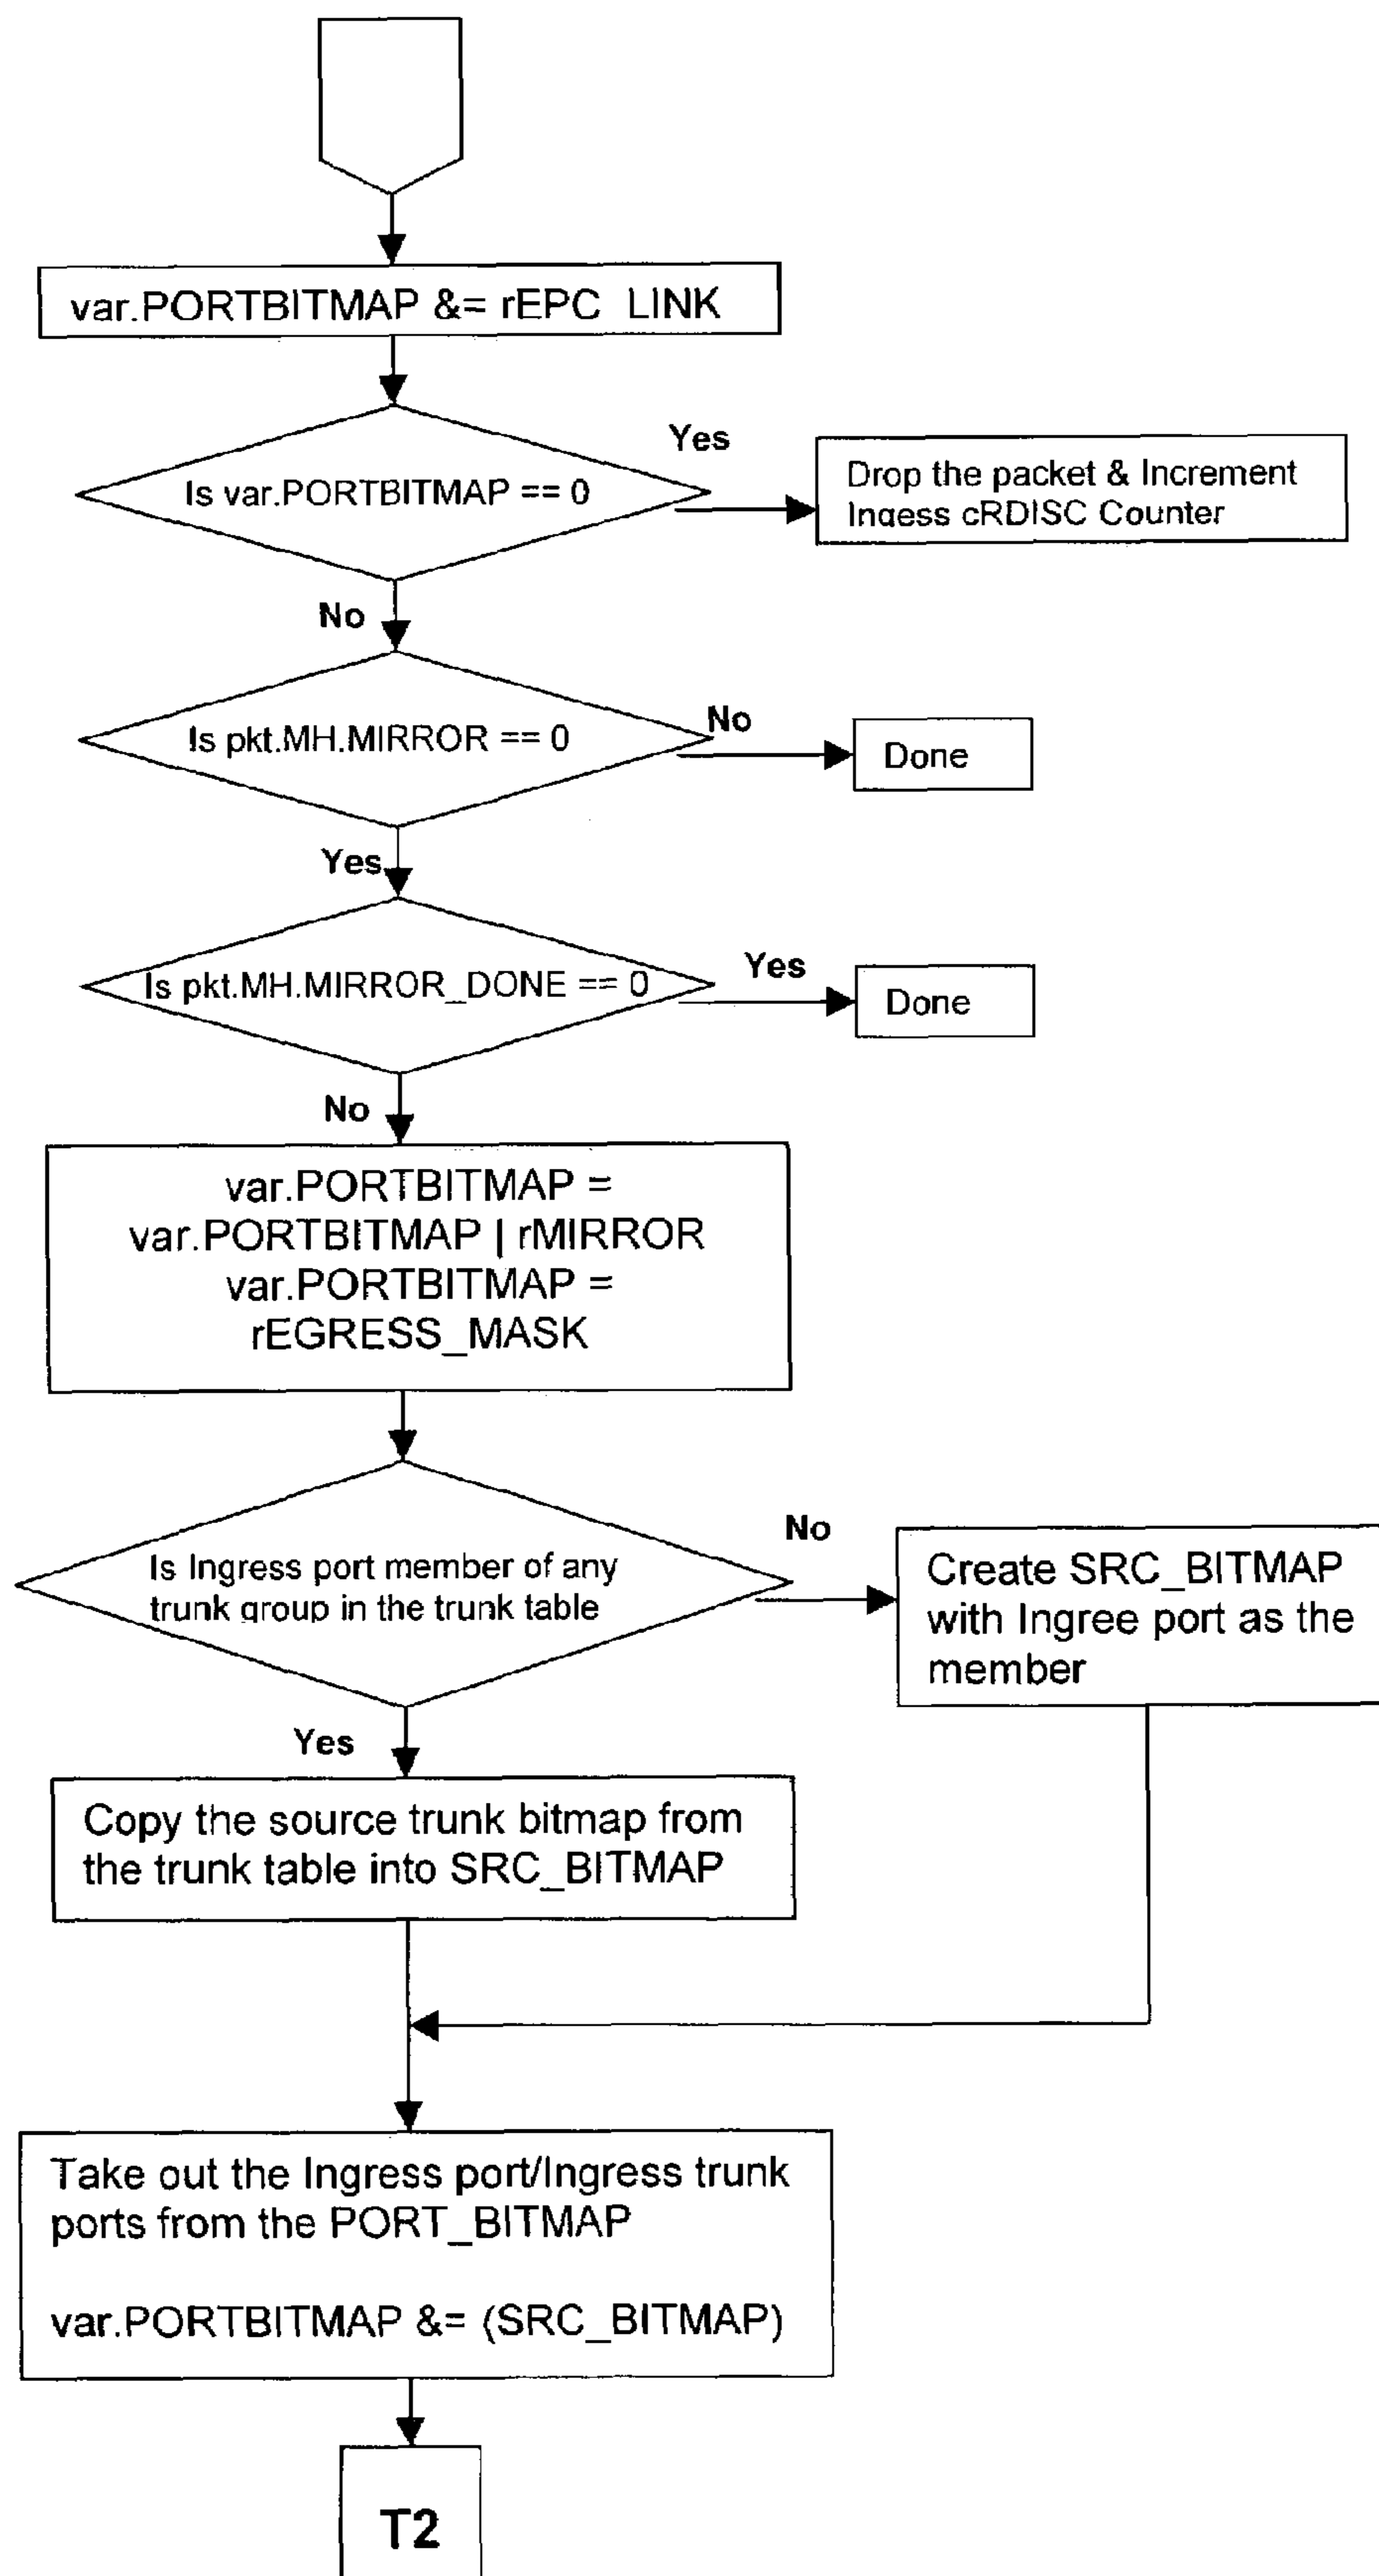 var.PORTBITMAP &= rEPC_LINK
Yes
Is var.PORTBITMAP == 0
Drop the packet & Increment
Ingess cRDISC Counter
No
Is pkt.MH.MIRROR == 0
No
Done
Yes
Is pkt.MH.MIRROR_DONE == 0
Yes
Done
No
var.PORTBITMAP =
var.PORTBITMAP | rMIRROR
var.PORTBITMAP =
rEGRESS_MASK
No
Is Ingress port member of any
trunk group in the trunk table
Create SRC_BITMAP
with Ingree port as the
member
Yes
Copy the source trunk bitmap from
the trunk table into SRC_BITMAP
Take out the Ingress port/Ingress trunk
ports from the PORT_BITMAP
var.PORTBITMAP &= (SRC_BITMAP)
T2